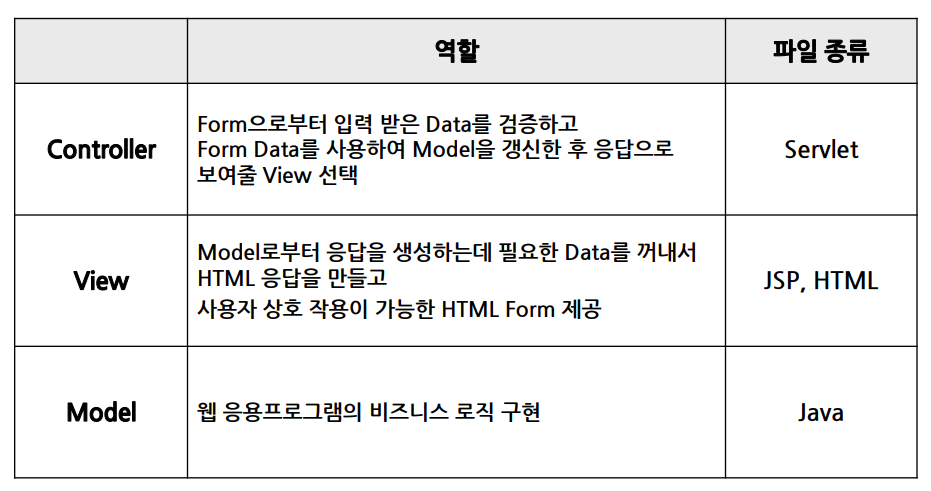 역할
파일 종류
Controller
Form으로부터 입력 받은 Data를 검증하고
Form Data를 사용하여 Model을 갱신한 후 응답으로
보여줄 View 선택
Servlet
View
Model로부터 응답을 생성하는데 필요한 Data를 꺼내서
HTML 응답을 만들고
사용자 상호 작용이 가능한 HTML Form 제공
JSP, HTML
Model
웹 응용프로그램의 비즈니스 로직 구현
Java